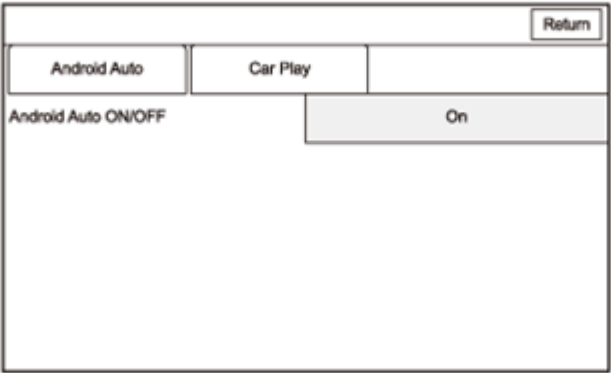 Return
Android Auto
Car Play
Android Auto ON/OFF
On